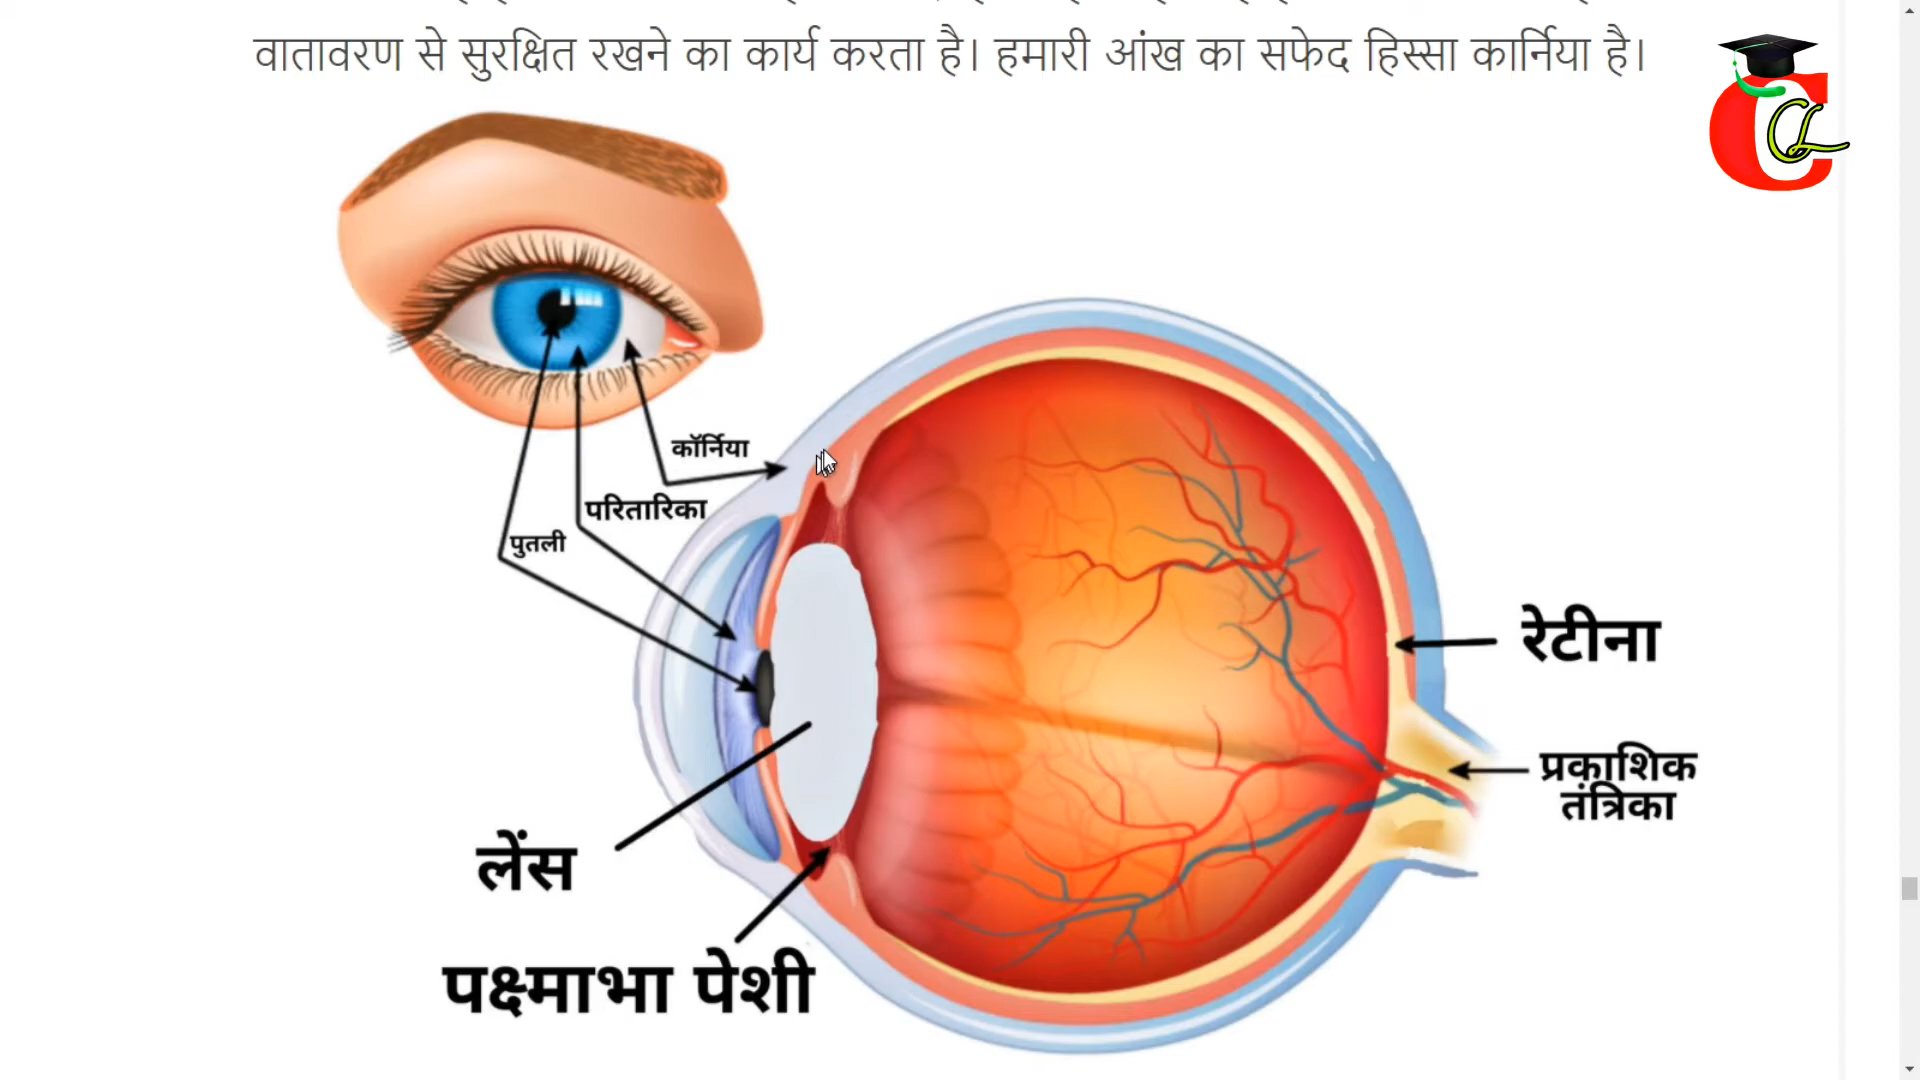 वातावरण से सुरक्षित रखने का कार्य करता है। हमारी आंख का सफेद हिस्सा कार्निया है।
कॉर्निया
परितारिका
पुतली
रेटीना
प्रकाशिक
तंत्रिका
लेंस
पक्ष्माभा पेशी